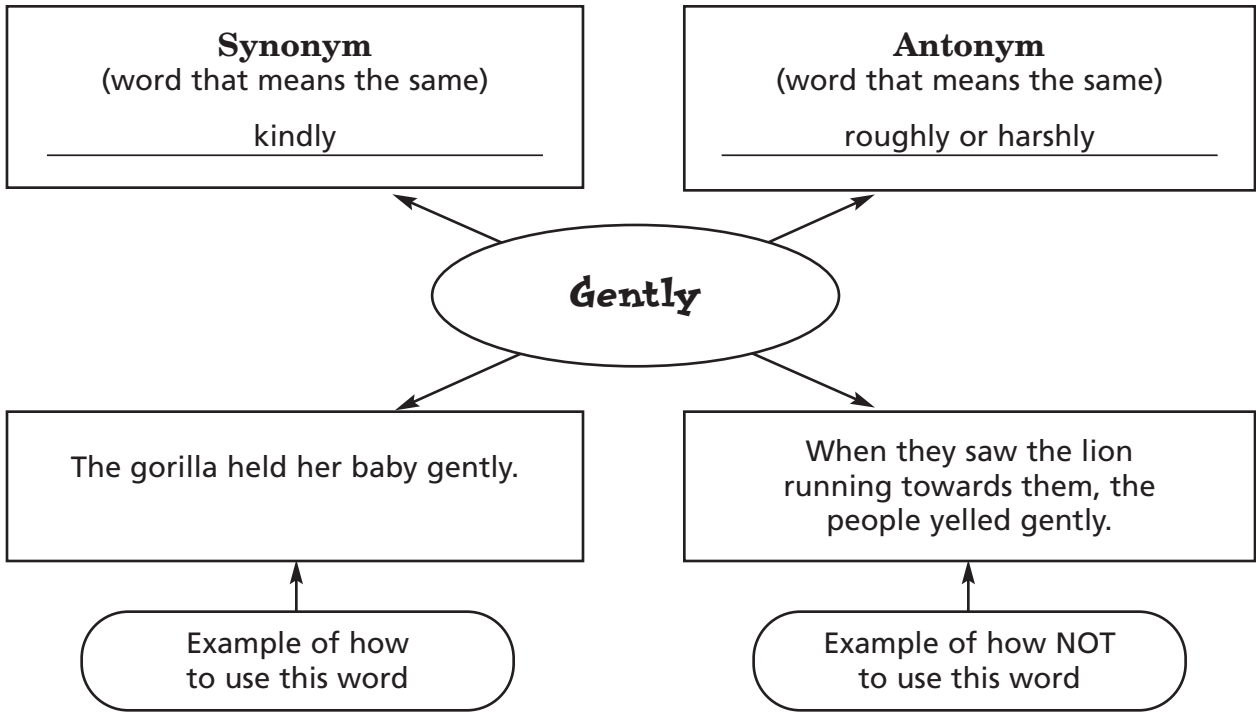 Synonym
(word that means the same)
kindly
Antonym
(word that means the same)
roughly or harshly
Gently
The gorilla held her baby gently.
When they saw the lion
running towards them, the
people yelled gently.
Example of how
to use this word
Example of how NOT
to use this word